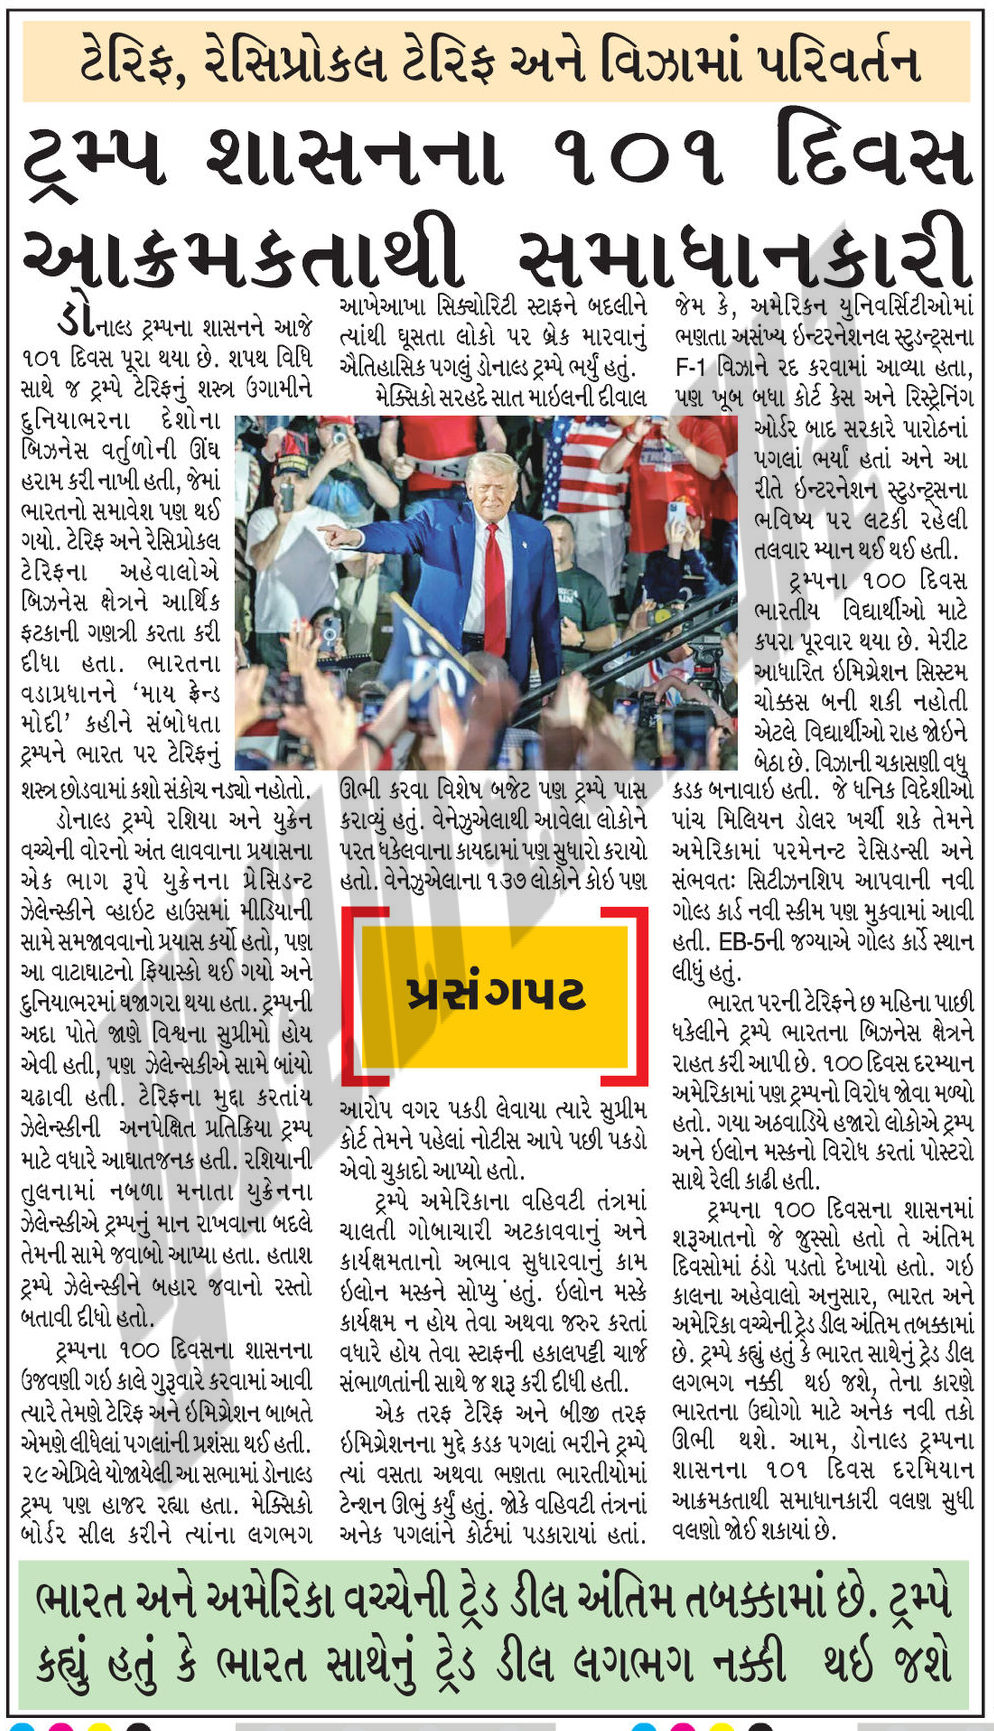 ટેરિફ, રેસિપ્રોકલ ટેરિફ અને વિઝામાં પરિવર્તન
ટ્રમ્પ શાસનના ૧૦૧ દિવસ
આક્રમકતાથી સમાધાનકારી
ડોનાલ્ડ ટ્રમ્પના શાસનને આજે
૧૦૧ દિવસ પૂરા થયા છે. શપથ વિધિ
સાથે જ ટ્રમ્પે ટેરિફનું શસ્ત્ર ઉગામીને
દુનિયાભરના દેશોના
બિઝનેસ વર્તુળોની ઊંઘ
હરામ કરી નાખી હતી, જેમાં
ભારતનો સમાવેશ પણ થઈ
ગયો. ટેરિફ અને રેસિપ્રોકલ
ટેરિફના અહેવાલોએ
બિઝનેસ ક્ષેત્રને આર્થિક
ફટકાની ગણત્રી કરતા કરી
દીધા હતા. ભારતના
વડાપ્રધાનને ‘માય ફ્રેન્ડ
મોદી’ કહીને સંબોધતા
ટ્રમ્પને ભારત પર ટેરિફનું
શસ્ત્ર છોડવામાં કશો સંકોચ નડ્યો નહોતો.
ડોનાલ્ડ ટ્રમ્પે રશિયા અને યુક્રેન
વચ્ચેની વોરનો અંત લાવવાના પ્રયાસના
એક ભાગ રૂપે યુક્રેનના પ્રેસિડન્ટ
ઝેલેન્સ્કીને વ્હાઇટ હાઉસમાં મીડિયાની
સામે સમજાવવાનો પ્રયાસ કર્યો હતો, પણ
આ વાટાઘાટનો ફિયાસ્કો થઈ ગયો અને
દુનિયાભરમાં ધજાગરા થયા હતા. ટ્રમ્પની
અદા પોતે જાણે વિશ્વના સુપ્રીમો હોય
એવી હતી, પણ ઝેલેન્સકીએ સામે બાંયો
ચઢાવી હતી. ટેરિફના મુદ્દા કરતાંય
ઝેલેન્સ્કીની અનપેક્ષિત પ્રતિક્રિયા ટ્રમ્પ
માટે વધારે આઘાતજનક હતી. રશિયાની
તુલનામાં નબળા મનાતા યુક્રેનના
ઝેલેન્સ્કીએ ટ્રમ્પનું માન રાખવાના બદલે
તેમની સામે જવાબો આપ્યા હતા. હતાશ
ટ્રમ્પે ઝેલેન્સ્કીને બહાર જવાનો રસ્તો
બતાવી દીધો હતો.
ટ્રમ્પના ૧૦૦ દિવસના શાસનના
ઉજવણી ગઇ કાલે ગુરૂવારે કરવામાં આવી
ત્યારે તેમણે ટેરિફ અને ઇમિગ્રેશન બાબતે
એમણે લીધેલાં પગલાંની પ્રશંસા થઈ હતી.
૨૯ એપ્રિલે યોજાયેલી આ સભામાં ડોનાલ્ડ
ટ્રમ્પ પણ હાજર રહ્યા હતા. મેક્સિકો
બોર્ડર સીલ કરીને ત્યાંના લગભગ
આખેઆખા સિક્યોરિટી સ્ટાફને બદલીને
ત્યાંથી ઘૂસતા લોકો પર બ્રેક મારવાનું
ઐતિહાસિક પગલું ડોનાલ્ડ ટ્રમ્પે ભર્યું હતું.
મેક્સિકો સરહદે સાત માઇલની દીવાલ
ઊભી કરવા વિશેષ બજેટ પણ ટ્રમ્પે પાસ
કરાવ્યું હતું. વેનેઝુએલાથી આવેલા લોકોને
પરત ધકેલવાના કાયદામાં પણ સુધારો કરાયો
હતો. વેનેઝુએલાના ૧૩૭ લોકોને કોઇ પણ
પ્રસંગપટ
આરોપ વગર પકડી લેવાયા ત્યારે સુપ્રીમ
કોર્ટ તેમને પહેલાં નોટીસ આપે પછી પકડો
એવો ચુકાદો આપ્યો હતો.
ટ્રમ્પે અમેરિકાના વહિવટી તંત્રમાં
ચાલતી ગોબાચારી અટકાવવાનું અને
કાર્યક્ષમતાનો અભાવ સુધારવાનું કામ
ઇલોન મસ્કને સોપ્યું હતું. ઇલોન મસ્કે
કાર્યક્ષમ ન હોય તેવા અથવા જરુર કરતાં
વધારે હોય તેવા સ્ટાફની હકાલપટ્ટી ચાર્જ
સંભાળતાંની સાથે જ શરૂ કરી દીધી હતી.
એક તરફ ટેરિફ અને બીજી તરફ
ઇમિગ્રેશનના મુદ્દે કડક પગલાં ભરીને ટ્રમ્પે
ત્યાં વસતા અથવા ભણતા ભારતીયોમાં
ટેન્શન ઊભું કર્યું હતું. જોકે વહિવટી તંત્રનાં
અનેક પગલાંને કોર્ટમાં પડકારાયાં હતાં.
જેમ કે, અમેરિકન યુનિવર્સિટીઓમાં
ભણતા અસંખ્ય ઇન્ટરનેશનલ સ્ટુડન્ટ્સના
F-1 વિઝાને રદ કરવામાં આવ્યા હતા,
પણ ખૂબ બધા કોર્ટ કેસ અને રિસ્ટ્રેનિંગ
ઓર્ડર બાદ સરકારે પારોઠનાં
પગલાં ભર્યાં હતાં અને આ
રીતે ઇન્ટરનેશન સ્ટુડન્ટ્સના
ભવિષ્ય પર લટકી રહેલી
તલવાર મ્યાન થઈ થઈ હતી.
ટ્રમ્પના ૧૦૦ દિવસ
ભારતીય વિદ્યાર્થીઓ માટે
કપરા પૂરવાર થયા છે. મેરીટ
આધારિત ઇમિગ્રેશન સિસ્ટમ
ચોક્કસ બની શકી નહોતી
એટલે વિદ્યાર્થીઓ રાહ જોઇને
બેઠા છે. વિઝાની ચકાસણી વધુ
કડક બનાવાઇ હતી. જે ધનિક વિદેશીઓ
પાંચ મિલિયન ડોલર ખર્ચી શકે તેમને
અમેરિકામાં પરમેનન્ટ રેસિડન્સી અને
સંભવતઃ સિટીઝનશિપ આપવાની નવી
ગોલ્ડ કાર્ડ નવી સ્કીમ પણ મુકવામાં આવી
હતી. EB-5ની જગ્યાએ ગોલ્ડ કાર્ડે સ્થાન
લીધું હતું.
ભારત પરની ટેરિફને છ મહિના પાછી
ધકેલીને ટ્રમ્પે ભારતના બિઝનેસ ક્ષેત્રને
રાહત કરી આપી છે. ૧૦૦ દિવસ દરમ્યાન
અમેરિકામાં પણ ટ્રમ્પનો વિરોધ જોવા મળ્યો
હતો. ગયા અઠવાડિયે હજારો લોકોએ ટ્રમ્પ
અને ઇલોન મસ્કનો વિરોધ કરતાં પોસ્ટરો
સાથે રેલી કાઢી હતી.
ટ્રમ્પના ૧૦૦ દિવસના શાસનમાં
શરૂઆતનો જે જુસ્સો હતો તે અંતિમ
દિવસોમાં ઠંડો પડતો દેખાયો હતો. ગઇ
કાલના અહેવાલો અનુસાર, ભારત અને
અમેરિકા વચ્ચેની ટ્રેડ ડીલ અંતિમ તબક્કામાં
છે. ટ્રમ્પે કહ્યું હતું કે ભારત સાથેનું ટ્રેડ ડીલ
લગભગ નક્કી થઇ જશે, તેના કારણે
ભારતના ઉદ્યોગો માટે અનેક નવી તકો
ઊભી થશે. આમ, ડોનાલ્ડ ટ્રમ્પના
શાસનના ૧૦૧ દિવસ દરમિયાન
આક્રમકતાથી સમાધાનકારી વલણ સુધી
વલણો જોઈ શકાયાં છે.
ભારત અને અમેરિકા વચ્ચેની ટ્રેડ ડીલ અંતિમ તબક્કામાં છે. ટ્રમ્પે
કહ્યું હતું કે ભારત સાથેનું ટ્રેડ ડીલ લગભગ નક્કી થઇ જશે